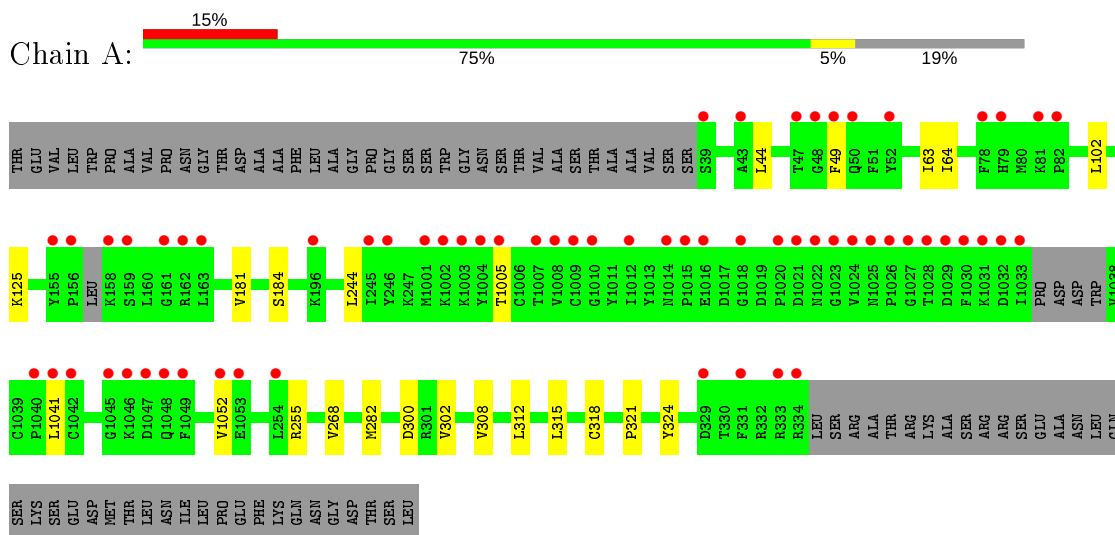 15%
Chain A:
75% 5% 19%
THR GLU VAL LEU TRP PRO ALA VAL PRO ASN GLY THR ASP ALA ALA PHE LEU ALA GLY PRO GLY SER SER TRP GLY ASN SER THR VAL ALA SER THR ALA ALA VAL SER SER S39 A43 L44 T47 G48 F49 Q50 F51 Y52 I63 I64 F78 H79 M80 K81 P82 L102
K125 Y155 P156 LEU K158 S159 L160 G161 R162 L163 V181 S184 K196 L244 I245 Y246 K247 M1001 K1002 K1003 Y1004 T1005 C1006 T1007 V1008 C1009 G1010 Y1011 I1012 Y1013 N1014 P1015 E1016 D1017 G1018 D1019 P1020 D1021 N1022 G1023 V1024 N1025 P1026 G1027 T1028 D1029 F1030 K1031 D1032 I1033 PRO ASP ASP TRP V1038
C1039 P1040 L1041 C1042 G1045 K1046 D1047 Q1048 F1049 V1052 E1053 L254 R255 V268 M282 D300 R301 V302 V308 L312 L315 C318 P321 Y324 D329 T330 F331 R332 R333 R334 LEU SER ARG ALA THR ARG LYS ALA SER ARG ARG SER GLU ALA ASN LEU GLN
SER LYS SER GLU ASP MET THR LEU ASN ILE LEU PRO GLU PHE LYS GLN ASN GLY ASP THR SER LEU